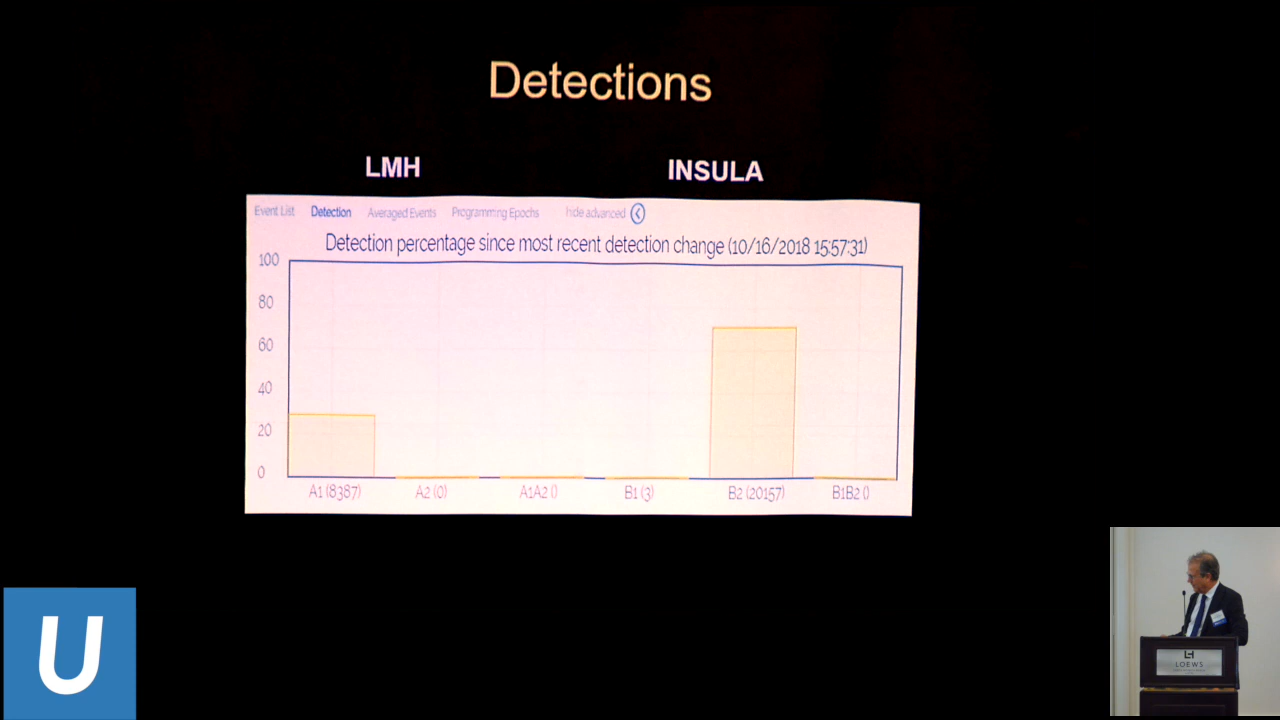 Detections
LMH
INSULA
Event List Detection Averaged Events Programming Epochs hide advanced
Detection percentage since most recent detection change (10/16/2018 15:57:31)
100
80
60
40
20
0
A1 (8387) A2 (0) A1A2 () B1 (3) B2 (20157) B1B2 ()
U
LH
LOEWS